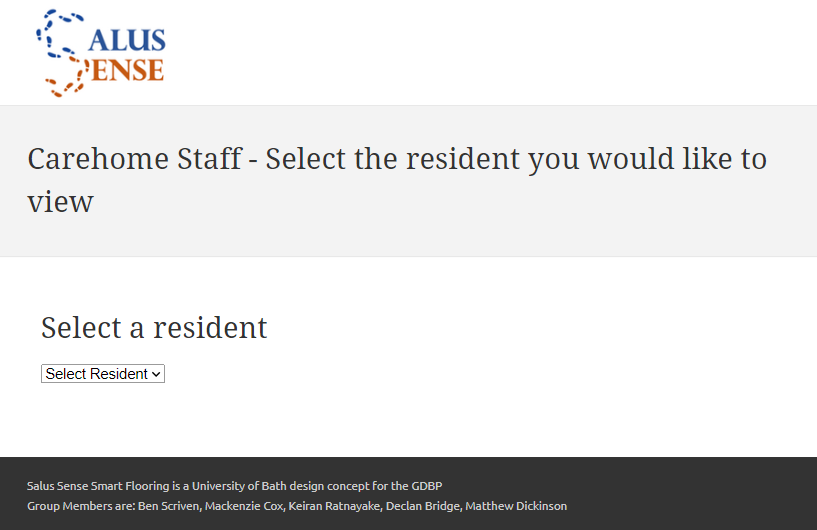 SALUS
SENSE
Carehome Staff - Select the resident you would like to
view
Select a resident
Select Resident
Salus Sense Smart Flooring is a University of Bath design concept for the GDBP
Group Members are: Ben Scriven, Mackenzie Cox, Keiran Ratnayake, Declan Bridge, Matthew Dickinson